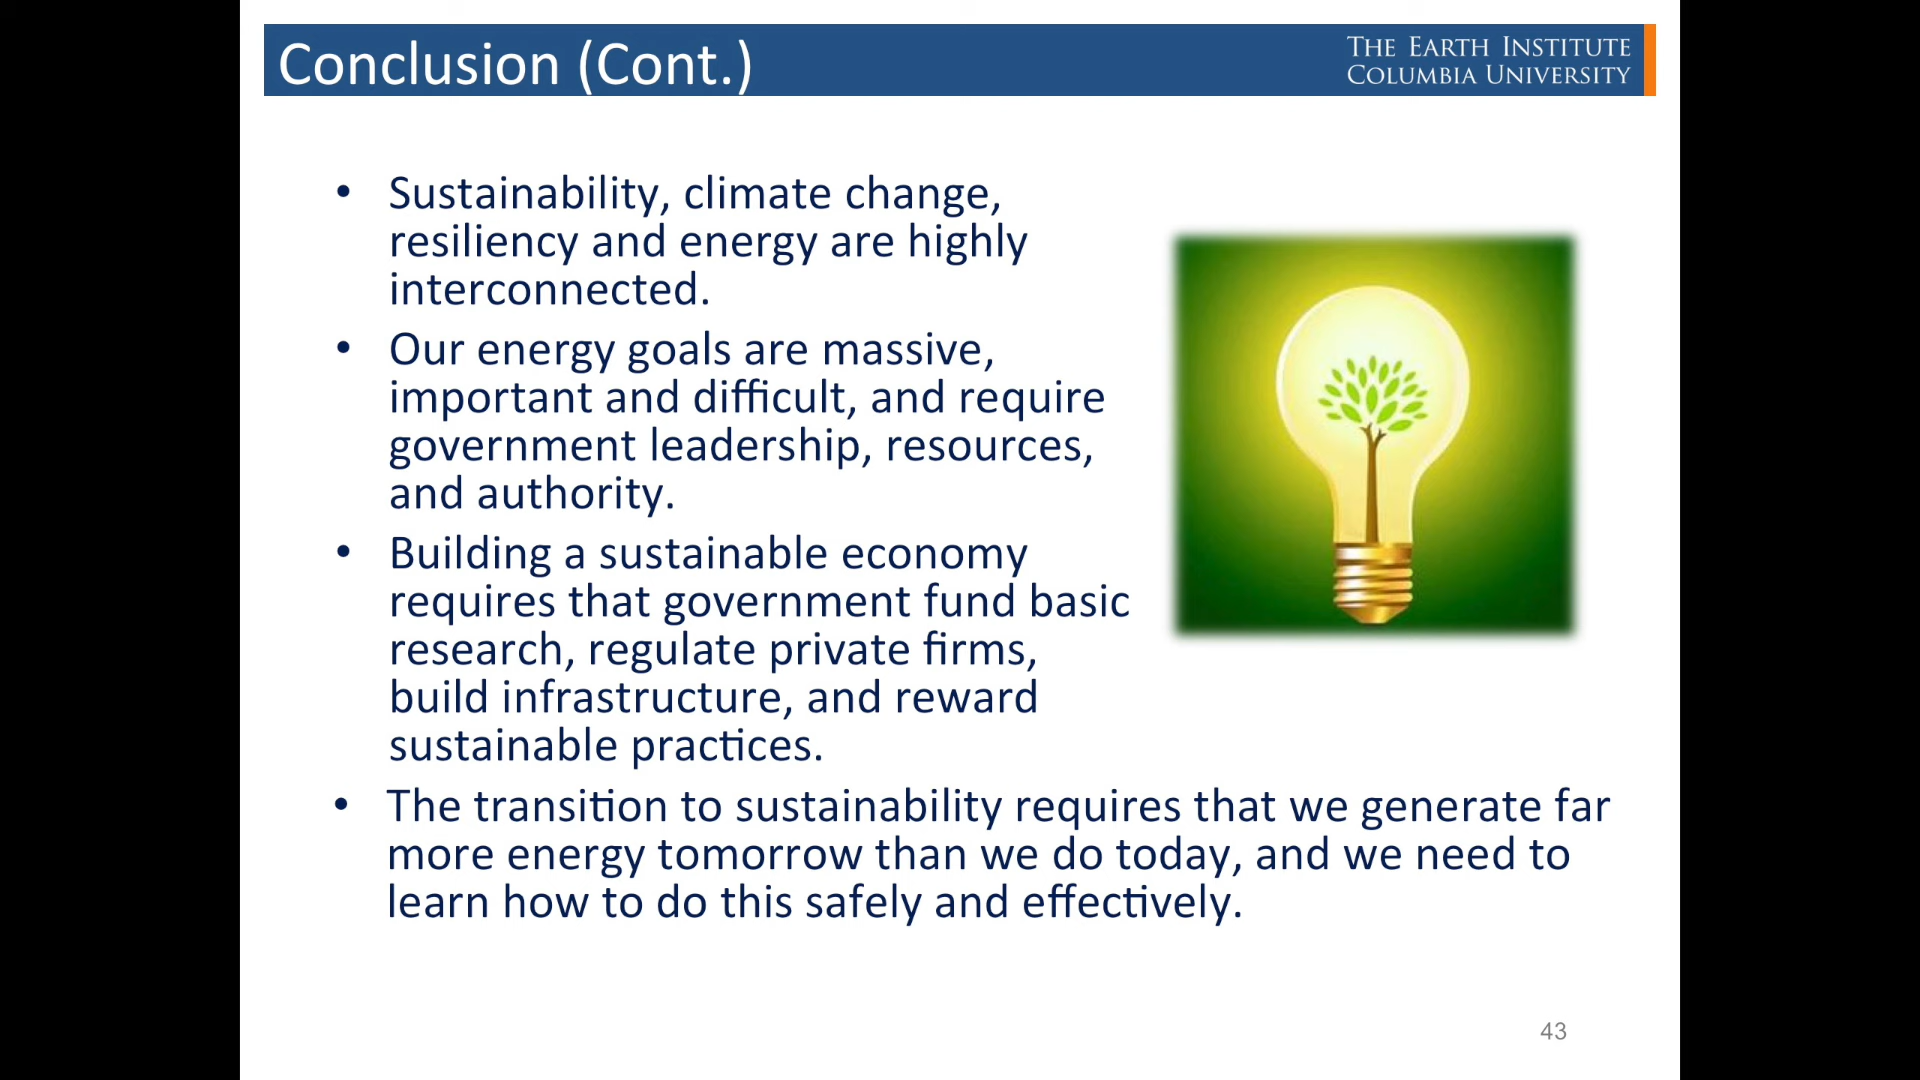 Conclusion (Cont.)
THE EARTH INSTITUTE
COLUMBIA UNIVERSITY
• Sustainability, climate change,
resiliency and energy are highly
interconnected.
• Our energy goals are massive,
important and difficult, and require
government leadership, resources,
and authority.
• Building a sustainable economy
requires that government fund basic
research, regulate private firms,
build infrastructure, and reward
sustainable practices.
• The transition to sustainability requires that we generate far
more energy tomorrow than we do today, and we need to
learn how to do this safely and effectively.
43